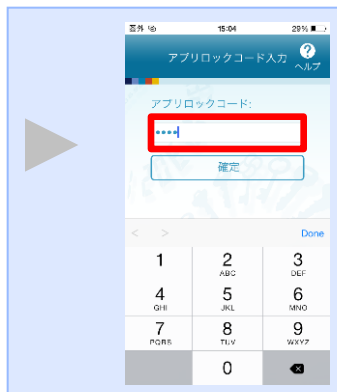 圏外 15:04 29%
アプリロックコード入力 ? ヘルプ
アプリロックコード:
••••
確定
< > Done
1 2 3
ABC DEF
4 5 6
GHI JKL MNO
7 8 9
PQRS TUV WXYZ
0